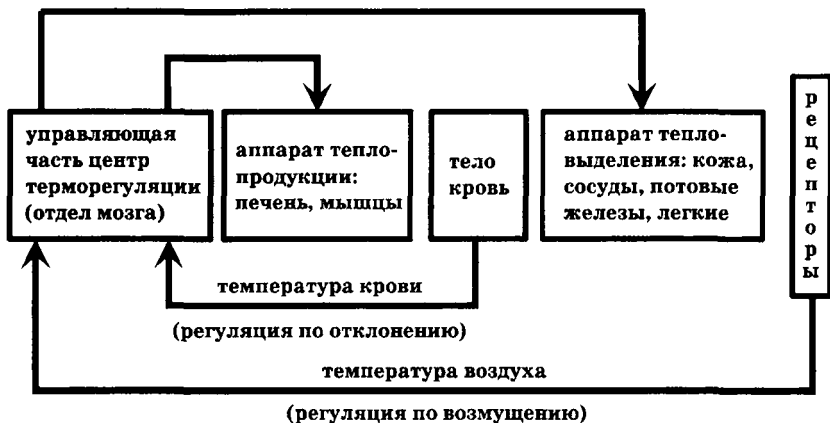 управляющая
часть центр
терморегуляции
(отдел мозга)
аппарат тепло-
продукции:
печень, мышцы
тело
кровь
аппарат тепло-
выделения: кожа,
сосуды, потовые
железы, легкие
рецепторы
температура крови
(регуляция по отклонению)
температура воздуха
(регуляция по возмущению)